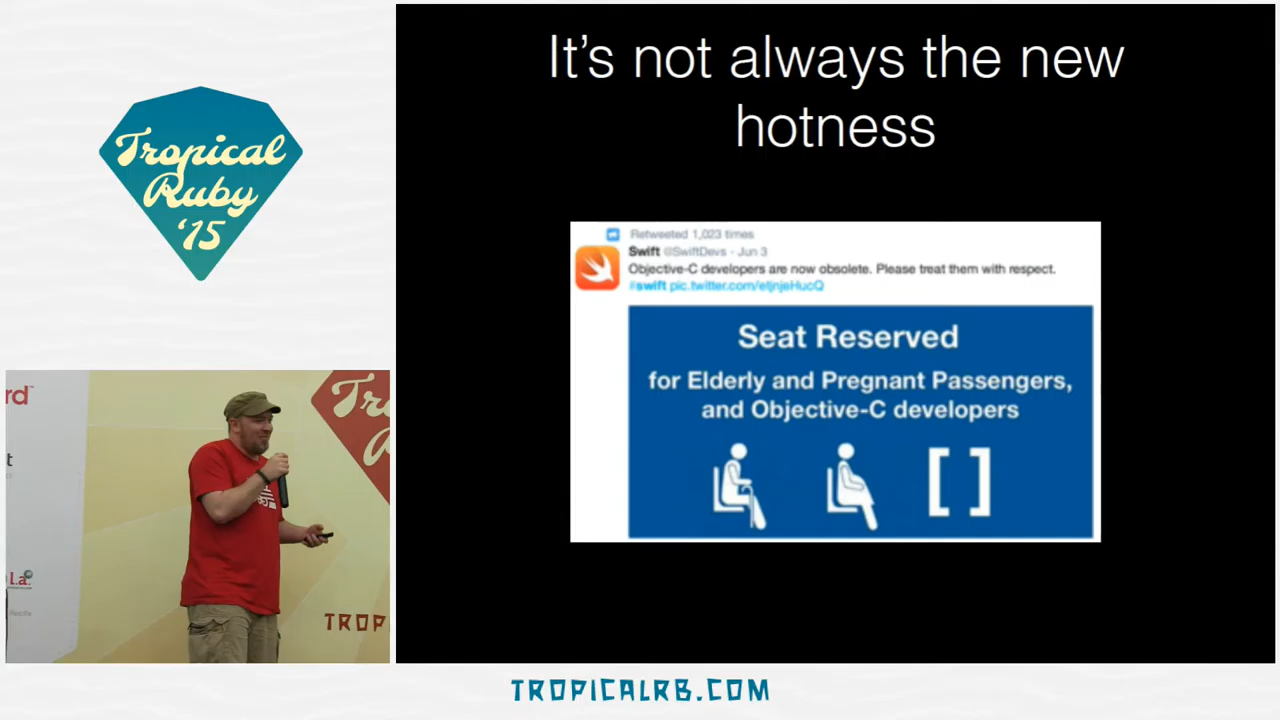 Tropical
Ruby
'15
It's not always the new
hotness
Retweeted 1,023 times
Swift @SwiftDevs · Jun 3
Objective-C developers are now obsolete. Please treat them with respect.
#swift pic.twitter.com/etjnjeHucQ
Seat Reserved
for Elderly and Pregnant Passengers,
and Objective-C developers
[ ]
rd
t
l.a.
TROP
TROPICALRB.COM